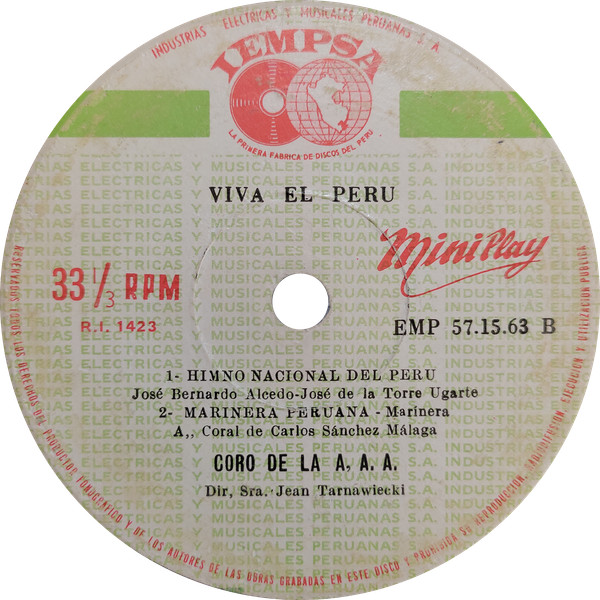 INDUSTRIAS ELECTRICAS Y MUSICALES PERUANAS S. A.
IEMPSA
LA PRIMERA FABRICA DE DISCOS DEL PERU
VIVA EL PERU
MiniPlay
33 1/3 RPM
R.I. 1423
EMP 57.15.63 B
1- HIMNO NACIONAL DEL PERU
José Bernardo Alcedo-José de la Torre Ugarte
2- MARINERA PERUANA - Marinera
A,, Coral de Carlos Sánchez Málaga
CORO DE LA A, A. A.
Dir, Sra. Jean Tarnawiecki
RESERVADOS TODOS LOS DERECHOS DEL PRODUCTOR FONOGRAFICO Y DE LOS AUTORES DE LAS OBRAS GRABADAS EN ESTE DISCO Y PROHIBIDA SU REPRODUCCION, RADIODIFUSION, EJECUCION Y UTILIZACION PUBLICA